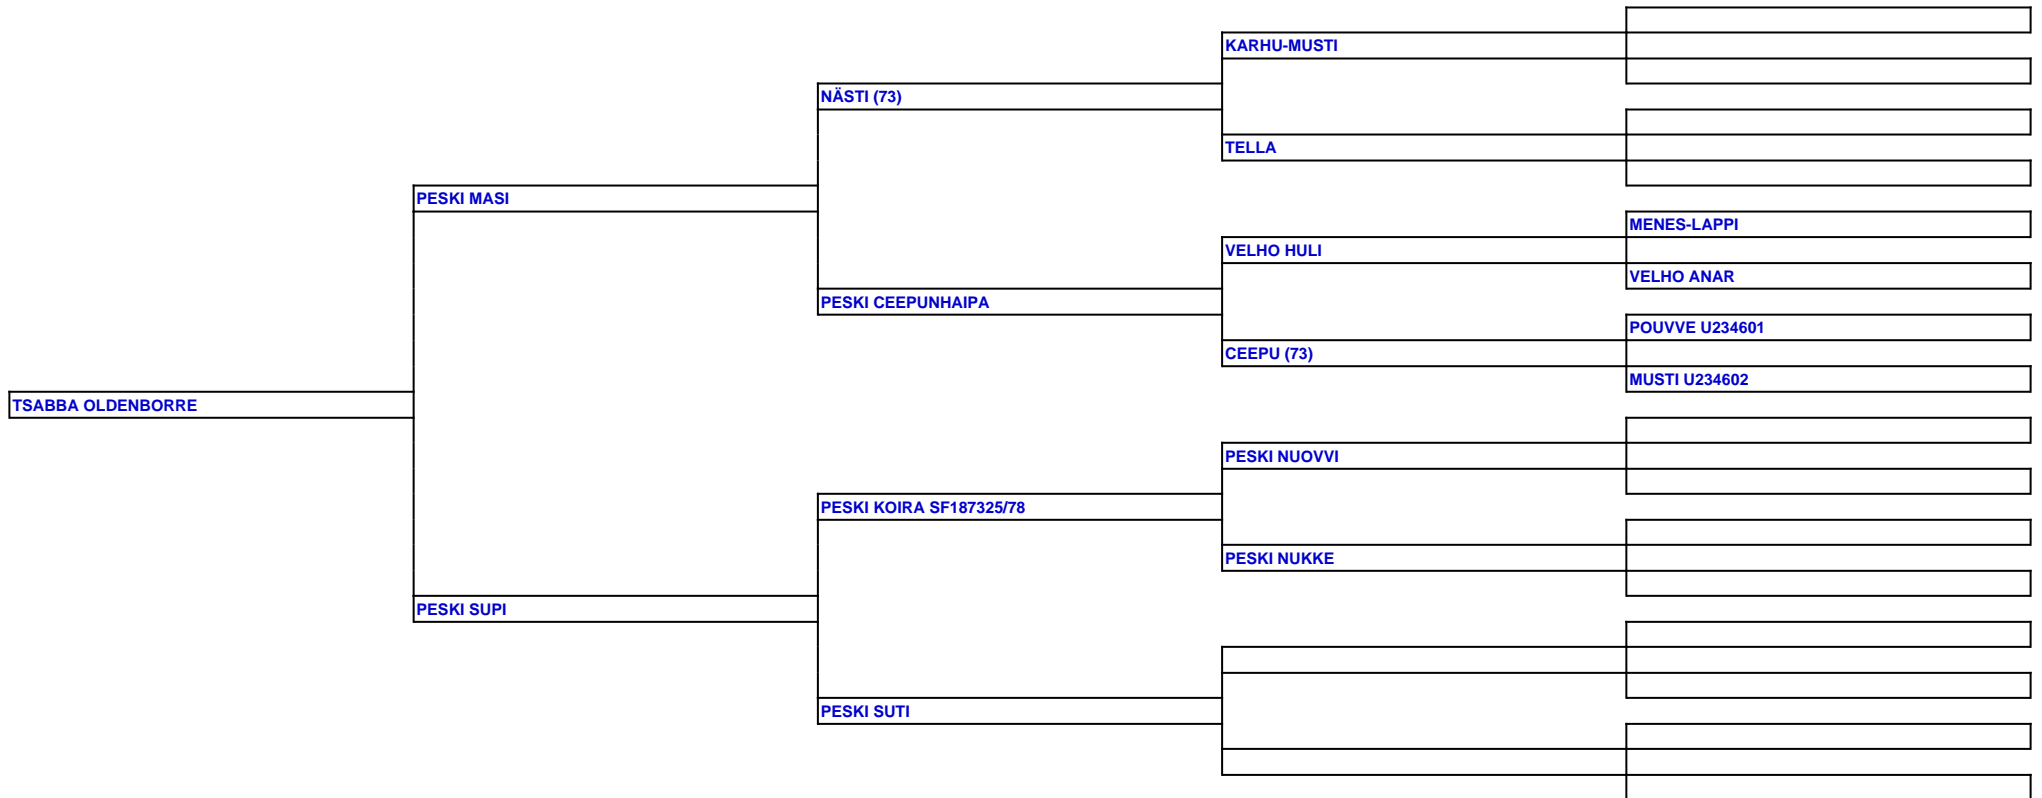 KARHU-MUSTI
NÄSTI (73)
TELLA
PESKI MASI
MENES-LAPPI
VELHO HULI
VELHO ANAR
PESKI CEEPUNHAIPA
POUVVE U234601
CEEPU (73)
MUSTI U234602
TSABBA OLDENBORRE
PESKI NUOVVI
PESKI KOIRA SF187325/78
PESKI NUKKE
PESKI SUPI
PESKI SUTI